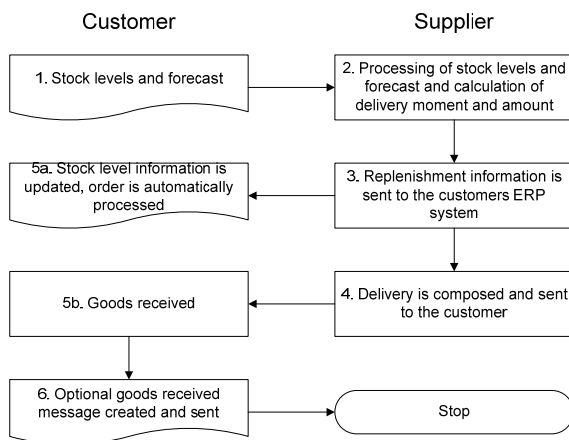 Customer
Supplier
1. Stock levels and forecast
2. Processing of stock levels and
forecast and calculation of
delivery moment and amount
5a. Stock level information is
updated, order is automatically
processed
3. Replenishment information is
sent to the customers ERP
system
5b. Goods received
4. Delivery is composed and sent
to the customer
6. Optional goods received
message created and sent
Stop